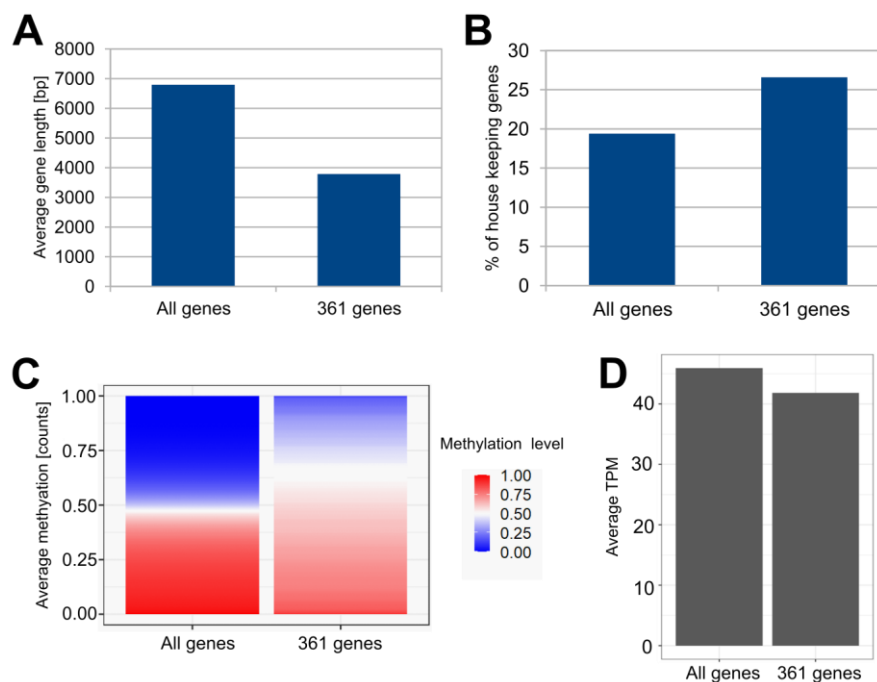 A
Average gene length [bp]
8000
7000
6000
5000
4000
3000
2000
1000
0
All genes
361 genes
B
% of house keeping genes
30
25
20
15
10
5
0
All genes
361 genes
C
Average methyation [counts]
1.00
0.75
0.50
0.25
0.00
All genes
361 genes
Methylation level
1.00
0.75
0.50
0.25
0.00
D
Average TPM
40
20
40
0
All genes
361 genes